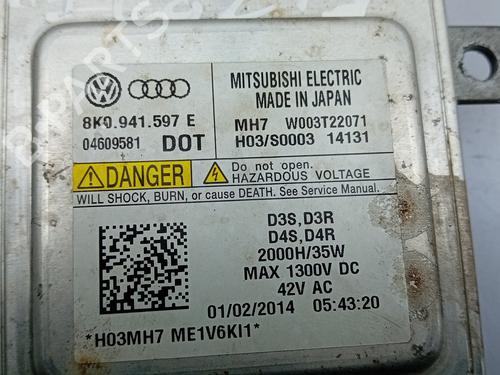 MITSUBISHI ELECTRIC
MADE IN JAPAN
8K0.941.597 E
MH7 W003T22071
04609581 DOT
H03/S0003 14131
DANGER
Do not open.
HAZARDOUS VOLTAGE
WILL SHOCK, BURN, or cause DEATH. See Service Manual.
D3S,D3R
D4S,D4R
2000H/35W
MAX 1300V DC
42V AC
01/02/2014 05:43:20
*H03MH7 ME1V6KI1*